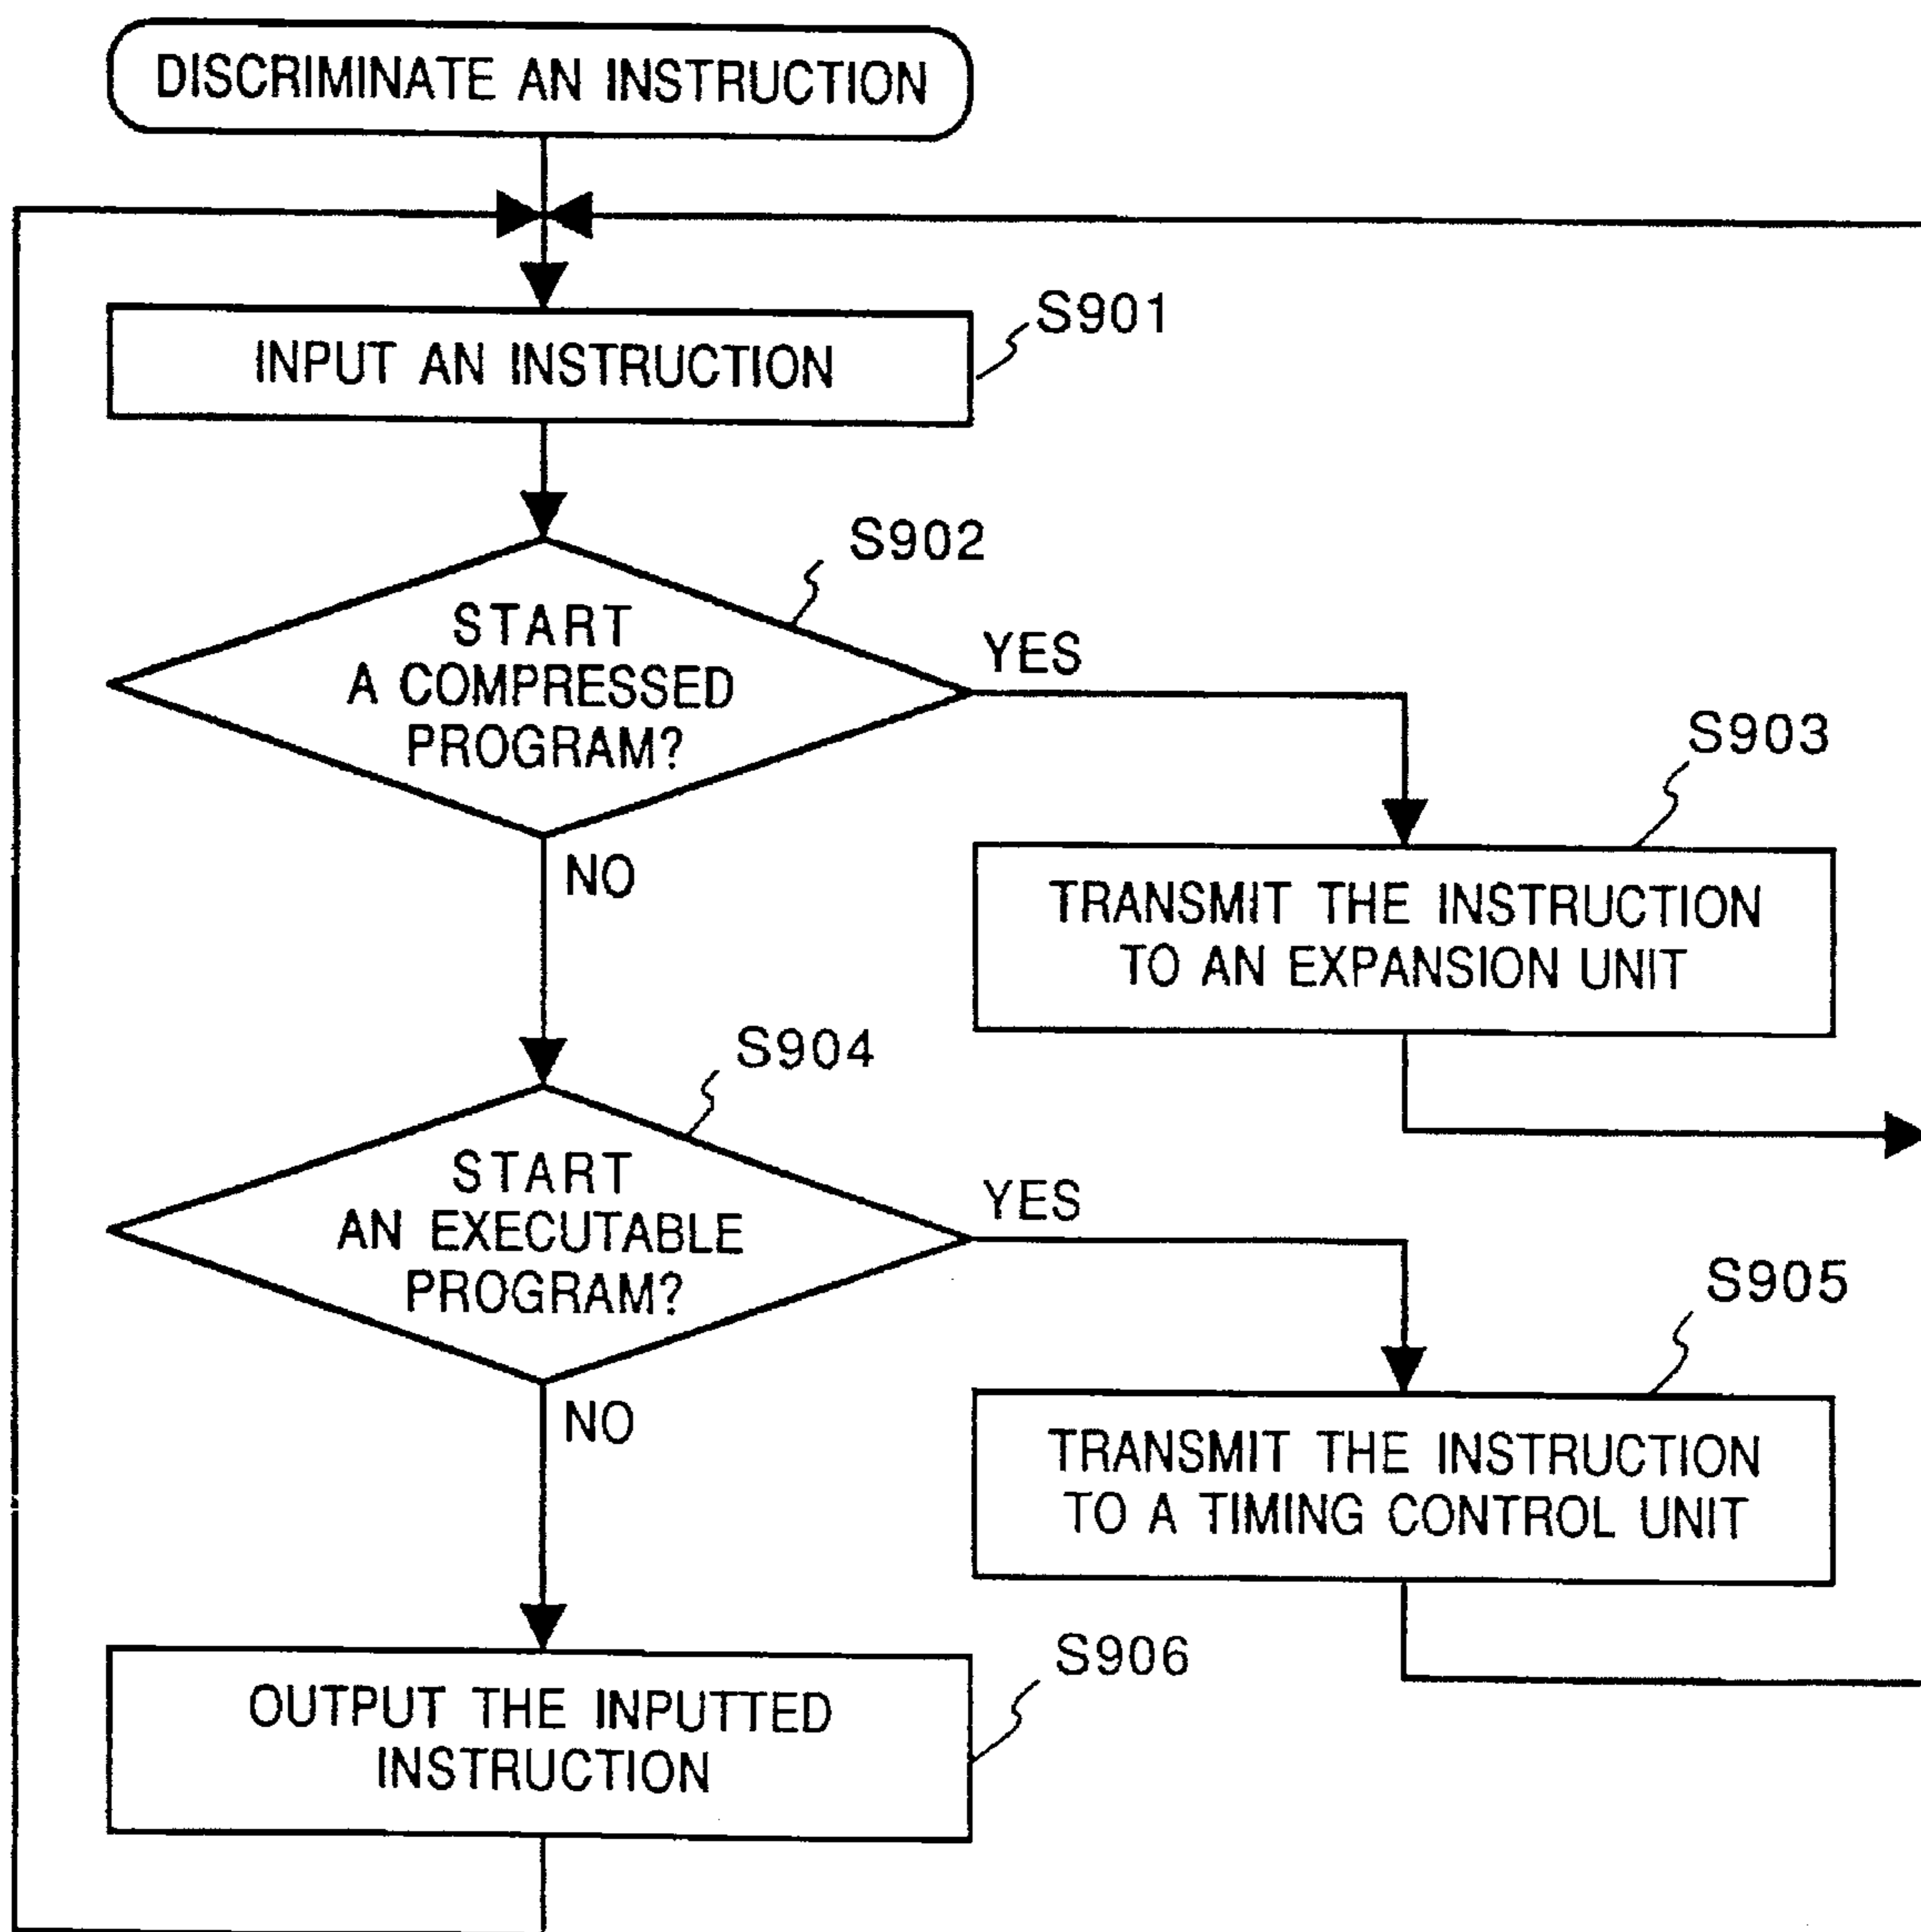 DISCRIMINATE AN INSTRUCTION
S901
INPUT AN INSTRUCTION
S902
START
A COMPRESSED
PROGRAM?
YES
NO
S903
TRANSMIT THE INSTRUCTION
TO AN EXPANSION UNIT
S904
START
AN EXECUTABLE
PROGRAM?
YES
NO
S905
TRANSMIT THE INSTRUCTION
TO A TIMING CONTROL UNIT
S906
OUTPUT THE INPUTTED
INSTRUCTION